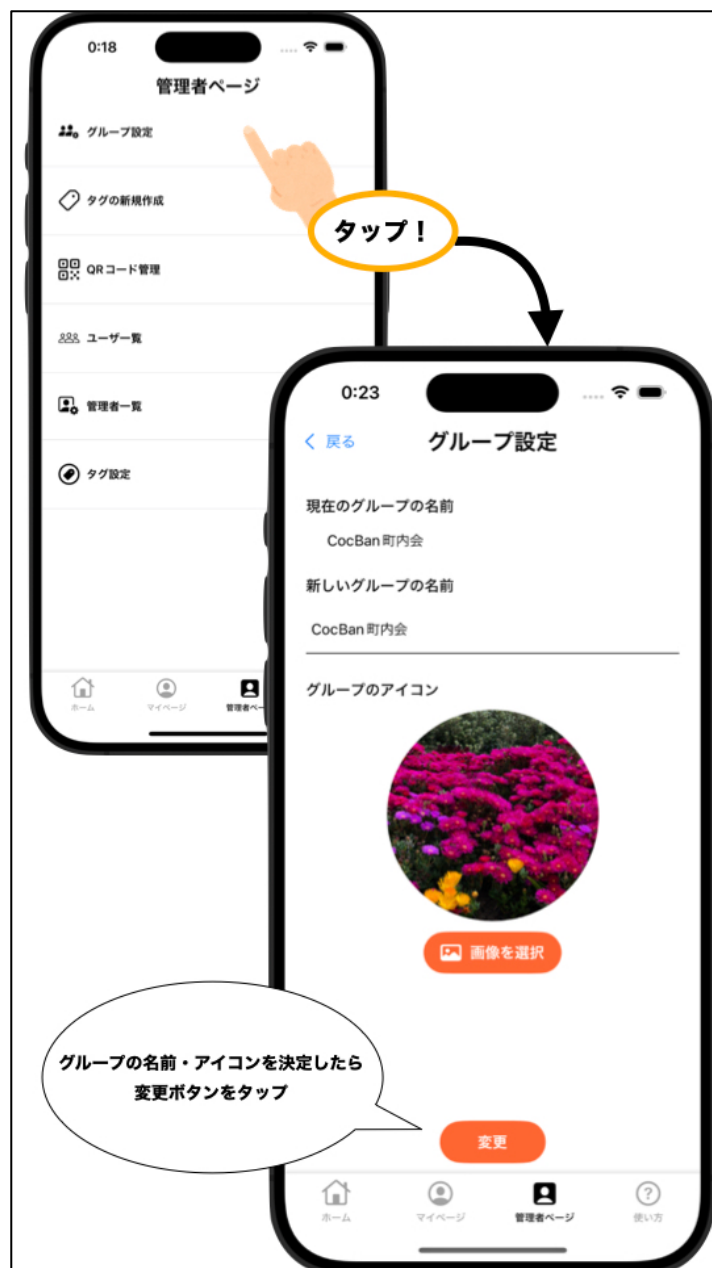 0:18
管理者ページ
グループ設定
タグの新規作成
QRコード管理
ユーザ一覧
管理者一覧
タグ設定
ホーム
マイページ
タップ！
0:23
戻る
グループ設定
現在のグループの名前
CocBan町内会
新しいグループの名前
CocBan町内会
グループのアイコン
画像を選択
グループの名前・アイコンを決定したら
変更ボタンをタップ
変更
ホーム
マイページ
管理者ページ
使い方